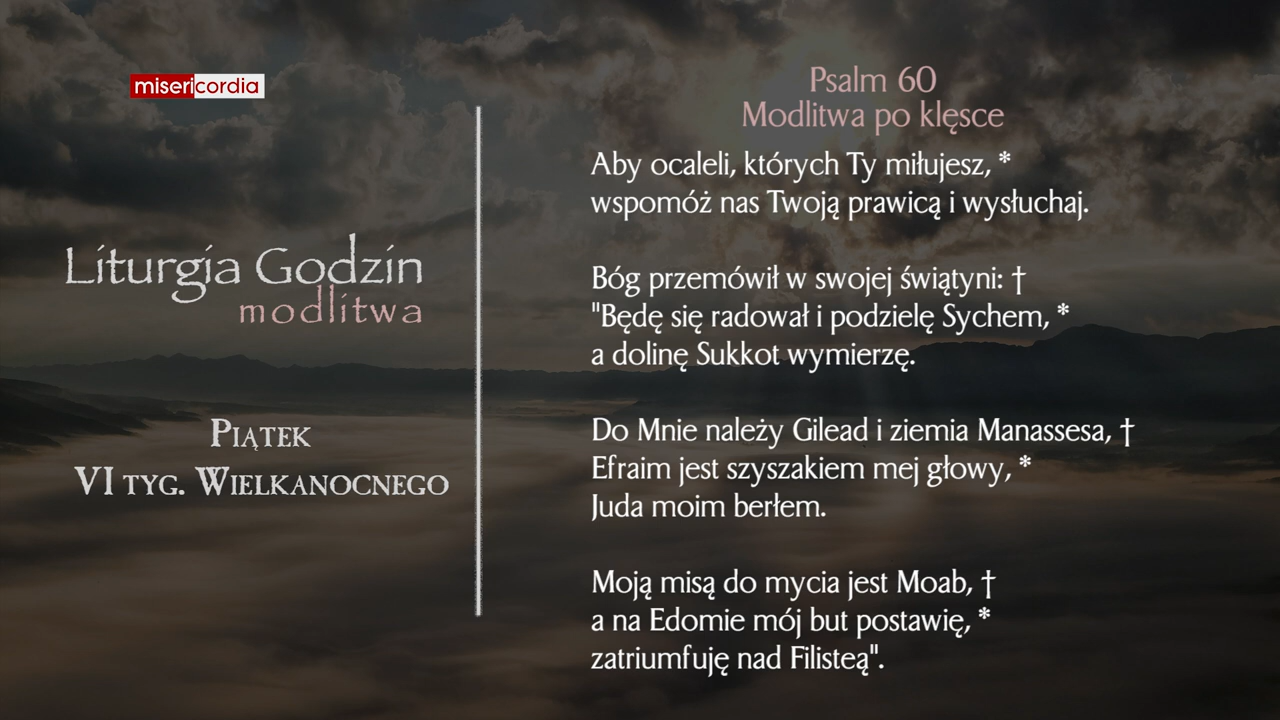 misericordia
Liturgia Godzin
modlitwa
Piątek
VI tyg. Wielkanocnego
Psalm 60
Modlitwa po klęsce
Aby ocaleli, których Ty miłujesz, *
wspomóż nas Twoją prawicą i wysłuchaj.
Bóg przemówił w swojej świątyni: †
"Będę się radował i podzielę Sychem, *
a dolinę Sukkot wymierzę.
Do Mnie należy Gilead i ziemia Manassesa, †
Efraim jest szyszakiem mej głowy, *
Juda moim berłem.
Moją misą do mycia jest Moab, †
a na Edomie mój but postawię, *
zatriumfuję nad Filisteą".